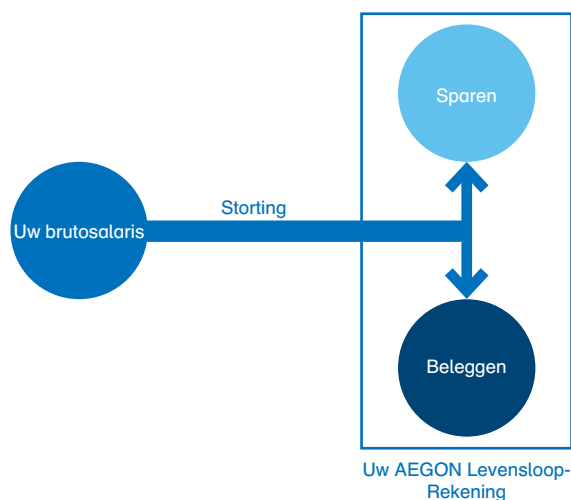 Sparen
Storting
Uw brutosalaris
Beleggen
Uw AEGON Levensloop-
Rekening